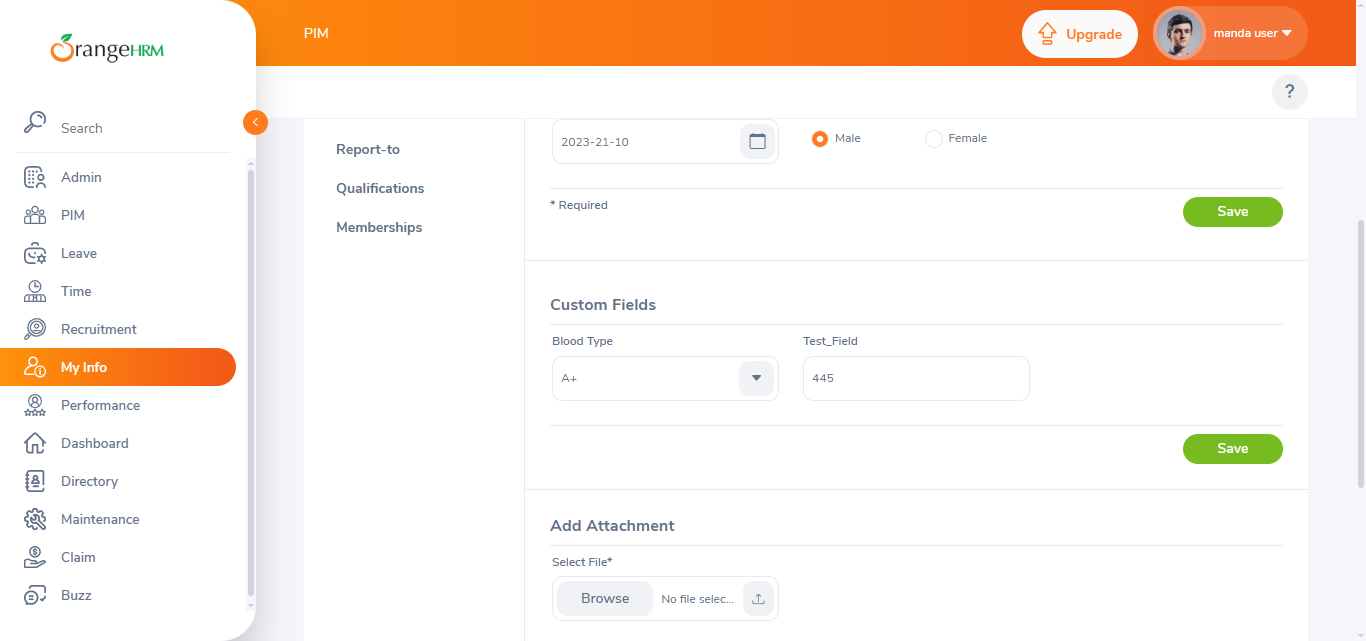 OrangeHRM
PIM
Upgrade
manda user
?
Search
Admin
PIM
Leave
Time
Recruitment
My Info
Performance
Dashboard
Directory
Maintenance
Claim
Buzz
Report-to
Qualifications
Memberships
2023-21-10
Male
Female
* Required
Save
Custom Fields
Blood Type
Test_Field
A+
445
Save
Add Attachment
Select File*
Browse
No file selec...